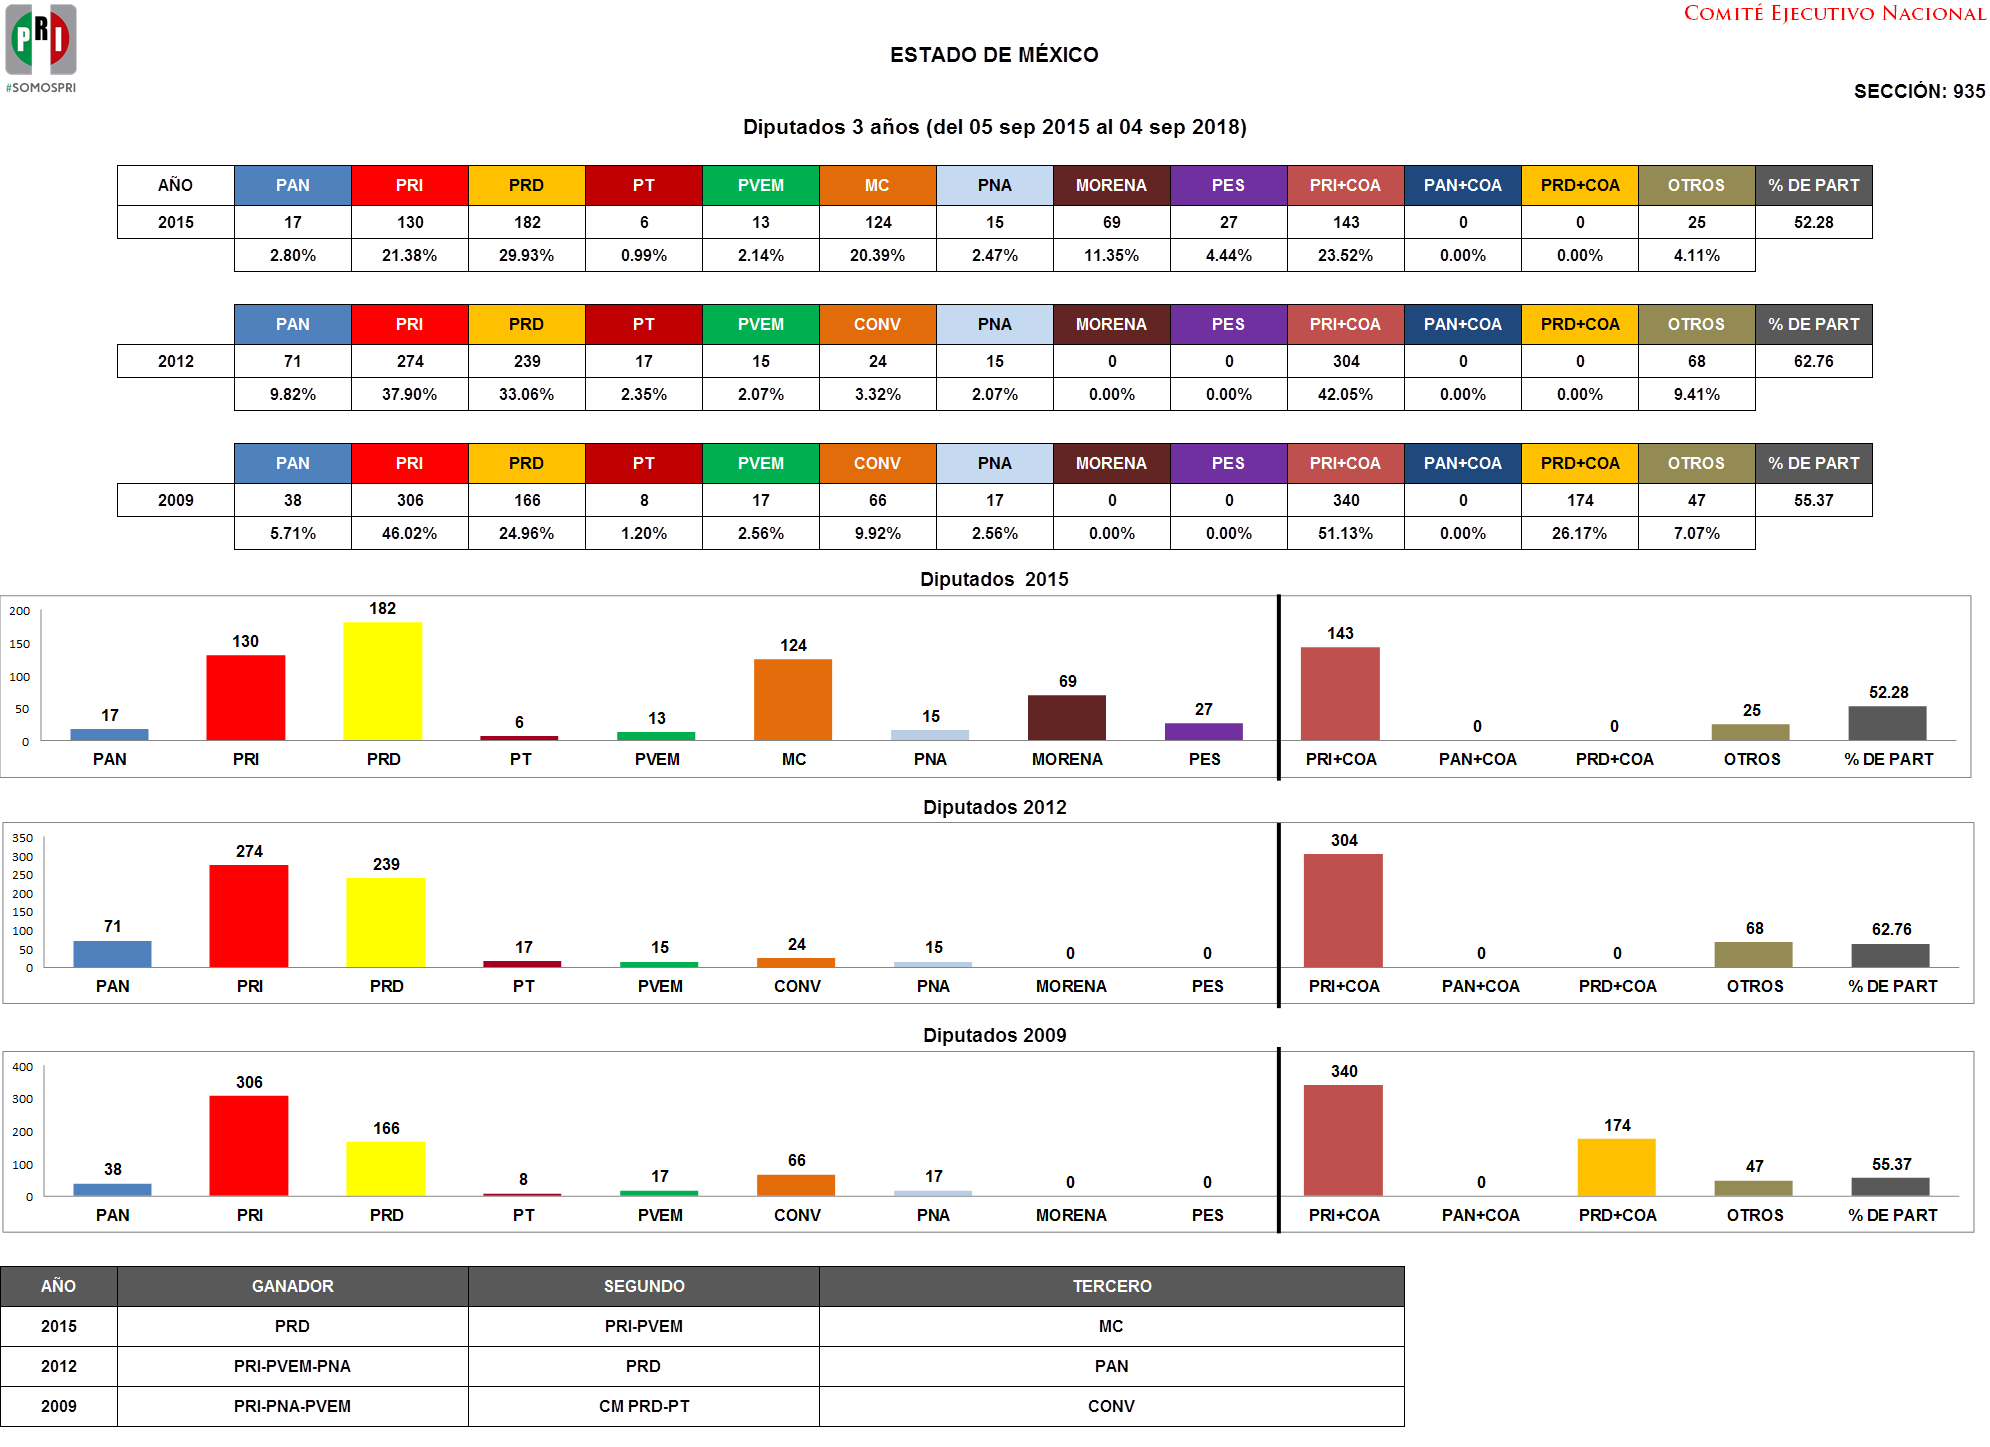 PRI
#SOMOSPRI
COMITÉ EJECUTIVO NACIONAL
ESTADO DE MÉXICO
SECCIÓN: 935
Diputados 3 años (del 05 sep 2015 al 04 sep 2018)
AÑO PAN PRI PRD PT PVEM MC PNA MORENA PES PRI+COA PAN+COA PRD+COA OTROS % DE PART
2015 17 130 182 6 13 124 15 69 27 143 0 0 25 52.28
2.80% 21.38% 29.93% 0.99% 2.14% 20.39% 2.47% 11.35% 4.44% 23.52% 0.00% 0.00% 4.11%
PAN PRI PRD PT PVEM CONV PNA MORENA PES PRI+COA PAN+COA PRD+COA OTROS % DE PART
2012 71 274 239 17 15 24 15 0 0 304 0 0 68 62.76
9.82% 37.90% 33.06% 2.35% 2.07% 3.32% 2.07% 0.00% 0.00% 42.05% 0.00% 0.00% 9.41%
PAN PRI PRD PT PVEM CONV PNA MORENA PES PRI+COA PAN+COA PRD+COA OTROS % DE PART
2009 38 306 166 8 17 66 17 0 0 340 0 174 47 55.37
5.71% 46.02% 24.96% 1.20% 2.56% 9.92% 2.56% 0.00% 0.00% 51.13% 0.00% 26.17% 7.07%
Diputados 2015
200
150
100
50
0
17 130 182 6 13 124 15 69 27 143 0 0 25 52.28
PAN PRI PRD PT PVEM MC PNA MORENA PES PRI+COA PAN+COA PRD+COA OTROS % DE PART
Diputados 2012
350
300
250
200
150
100
50
0
71 274 239 17 15 24 15 0 0 304 0 0 68 62.76
PAN PRI PRD PT PVEM CONV PNA MORENA PES PRI+COA PAN+COA PRD+COA OTROS % DE PART
Diputados 2009
400
300
200
100
0
38 306 166 8 17 66 17 0 0 340 0 174 47 55.37
PAN PRI PRD PT PVEM CONV PNA MORENA PES PRI+COA PAN+COA PRD+COA OTROS % DE PART
AÑO GANADOR SEGUNDO TERCERO
2015 PRD PRI-PVEM MC
2012 PRI-PVEM-PNA PRD PAN
2009 PRI-PNA-PVEM CM PRD-PT CONV